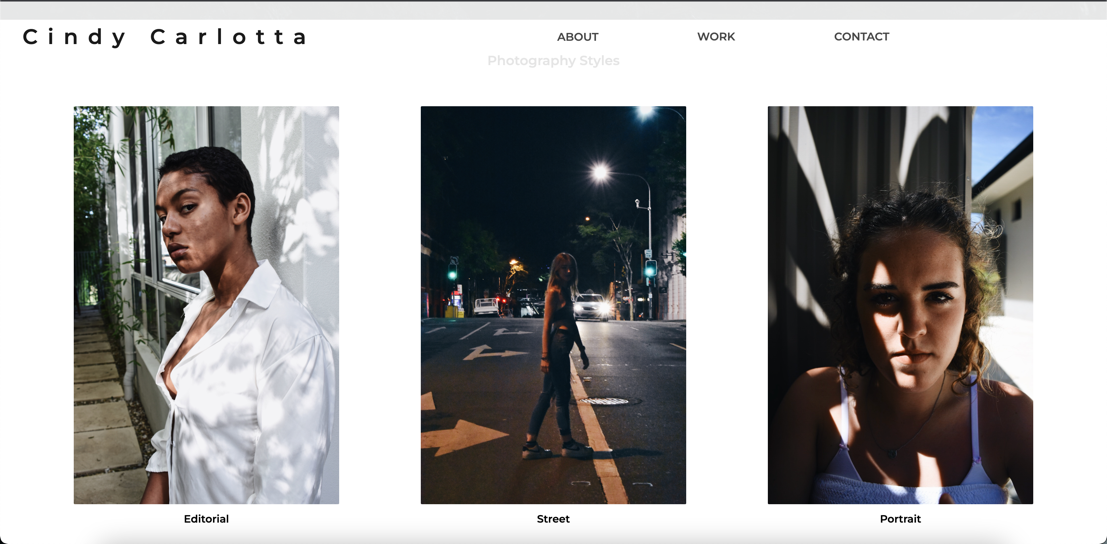 Cindy Carlotta
ABOUT WORK CONTACT
Photography Styles
Editorial Street Portrait